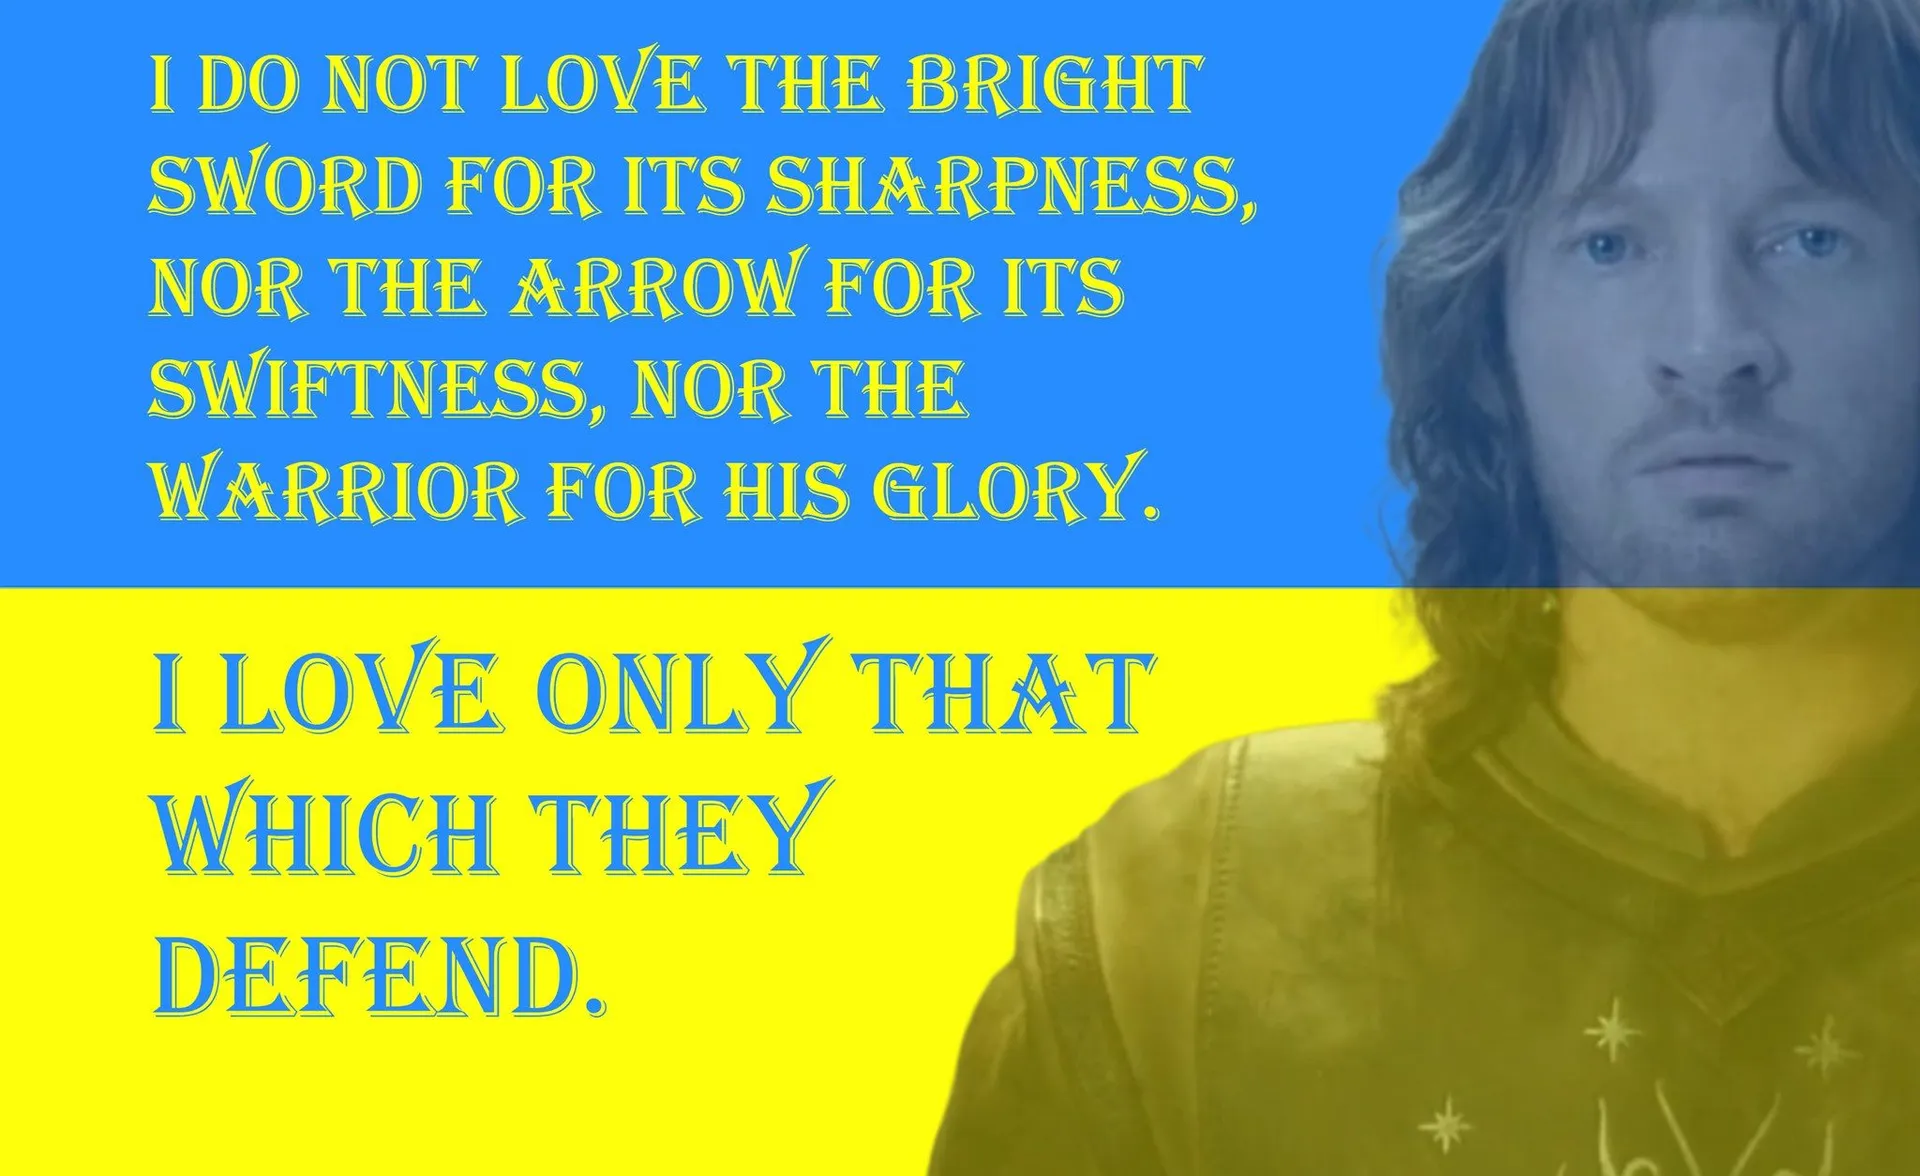 I DO NOT LOVE THE BRIGHT
SWORD FOR ITS SHARPNESS,
NOR THE ARROW FOR ITS
SWIFTNESS, NOR THE
WARRIOR FOR HIS GLORY.
I LOVE ONLY THAT
WHICH THEY
DEFEND.